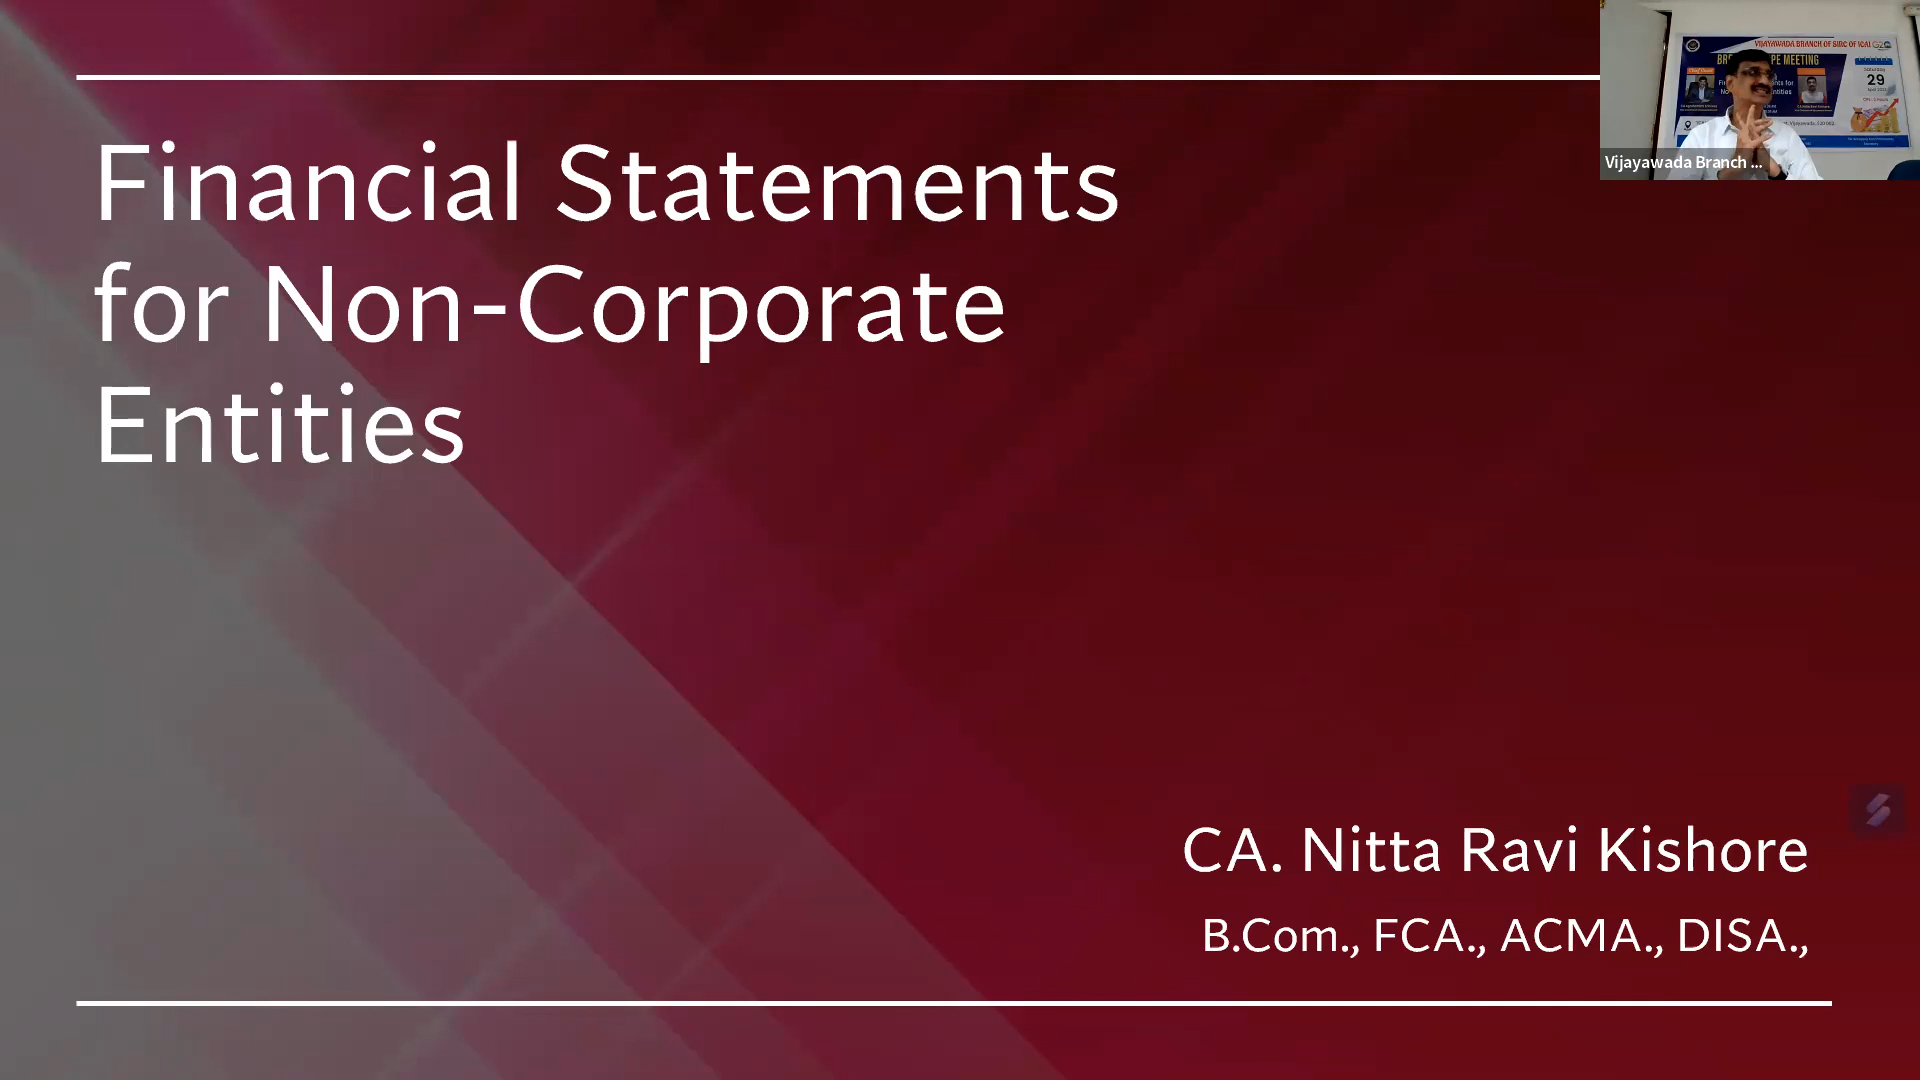 Financial Statements
for Non-Corporate
Entities
CA. Nitta Ravi Kishore
B.Com., FCA., ACMA., DISA.,
VIJAYAWADA BRANCH OF SIRC OF ICAI
PE MEETING
29
Vijayawada Branch ...